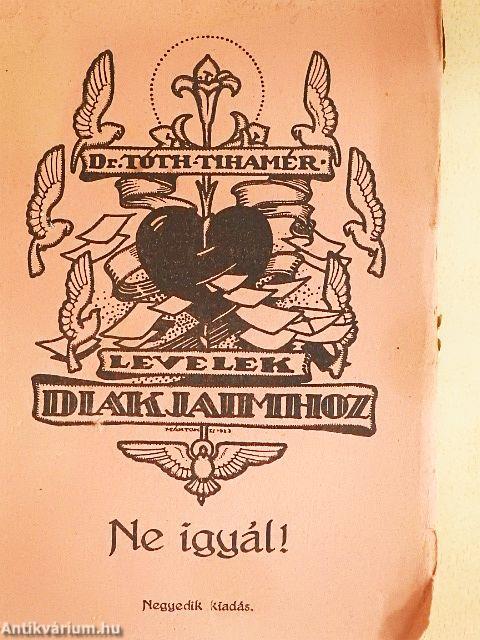 Dr. TÓTH-TIHAMÉR.
LEVELEK
DIÁKJAIMHOZ
Ne igyál!
Negyedik kiadás.
Antikvárium.hu